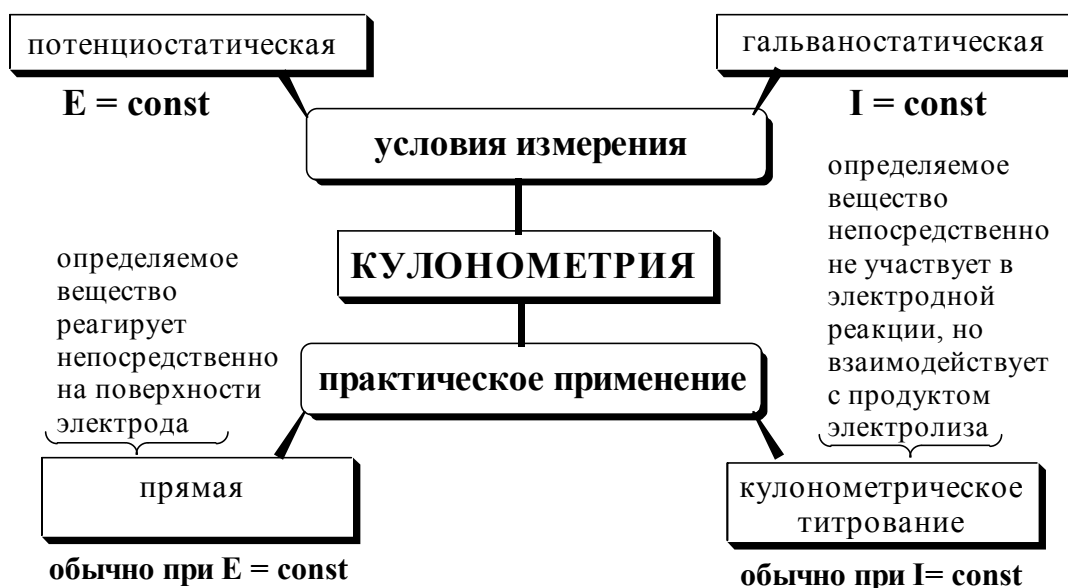 потенциостатическая
гальваностатическая
E = const
I = const
условия измерения
определяемое
вещество
непосредственно
не участвует в
электродной
реакции, но
взаимодействует
с продуктом
электролиза
КУЛОНОМЕТРИЯ
определяемое
вещество
реагирует
непосредственно
на поверхности
электрода
практическое применение
прямая
кулонометрическое
титрование
обычно при E = const
обычно при I= const